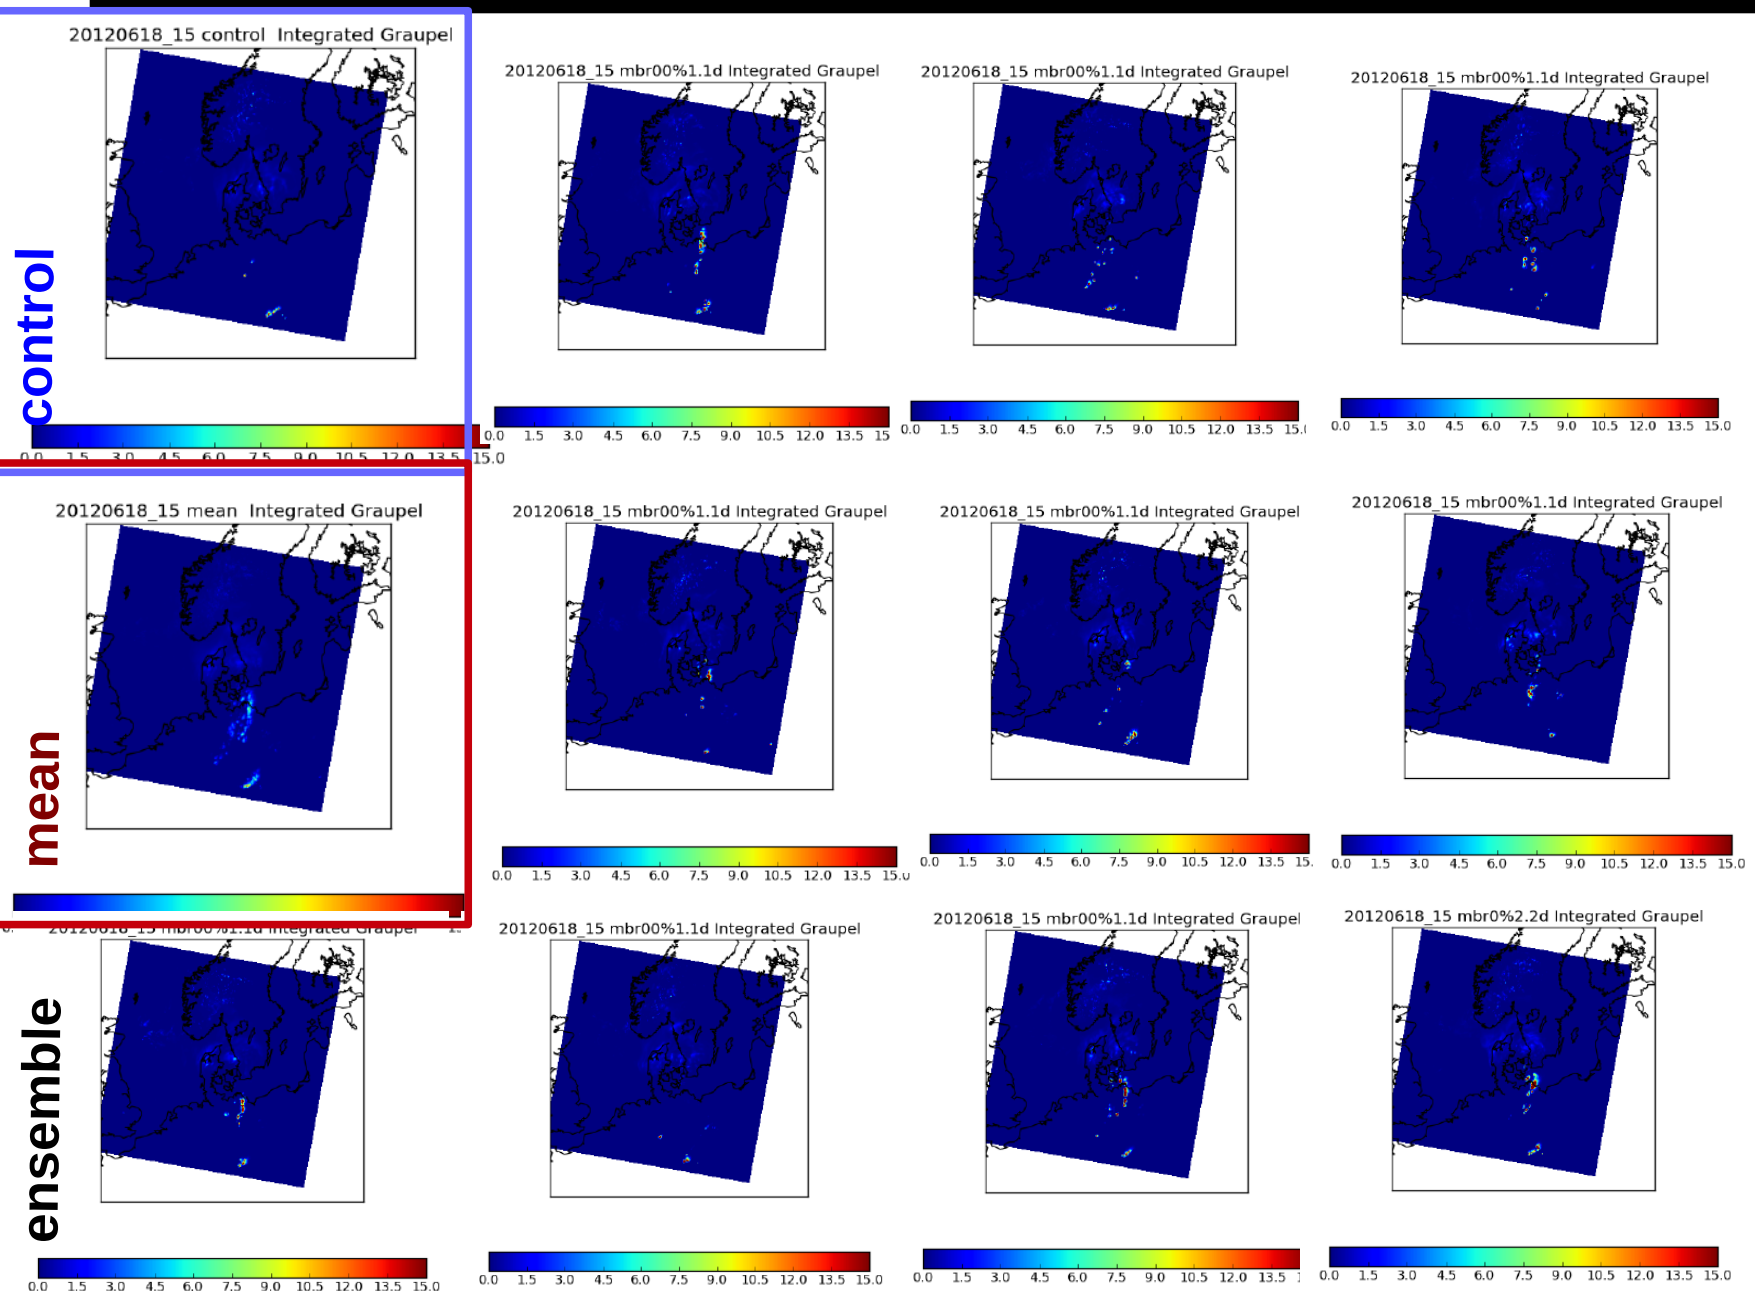 20120618_15 control Integrated Graupel
20120618_15 mbr00%1.1d Integrated Graupel
20120618_15 mbr00%1.1d Integrated Graupel
20120618_15 mbr00%1.1d Integrated Graupel
control
0.0 1.5 3.0 4.5 6.0 7.5 9.0 10.5 12.0 13.5 15.0
0.0 1.5 3.0 4.5 6.0 7.5 9.0 10.5 12.0 13.5 15
0.0 1.5 3.0 4.5 6.0 7.5 9.0 10.5 12.0 13.5 15.
0.0 1.5 3.0 4.5 6.0 7.5 9.0 10.5 12.0 13.5 15.0
20120618_15 mean Integrated Graupel
20120618_15 mbr00%1.1d Integrated Graupel
20120618_15 mbr00%1.1d Integrated Graupel
20120618_15 mbr00%1.1d Integrated Graupel
mean
0.0 1.5 3.0 4.5 6.0 7.5 9.0 10.5 12.0 13.5 15.0
0.0 1.5 3.0 4.5 6.0 7.5 9.0 10.5 12.0 13.5 15.
0.0 1.5 3.0 4.5 6.0 7.5 9.0 10.5 12.0 13.5 15.0
20120618_15 mbr00%1.1d Integrated Graupel
20120618_15 mbr00%1.1d Integrated Graupel
20120618_15 mbr00%1.1d Integrated Graupel
20120618_15 mbr0%2.2d Integrated Graupel
ensemble
0.0 1.5 3.0 4.5 6.0 7.5 9.0 10.5 12.0 13.5 15.0
0.0 1.5 3.0 4.5 6.0 7.5 9.0 10.5 12.0 13.5 15.0
0.0 1.5 3.0 4.5 6.0 7.5 9.0 10.5 12.0 13.5 1
0.0 1.5 3.0 4.5 6.0 7.5 9.0 10.5 12.0 13.5 15.0